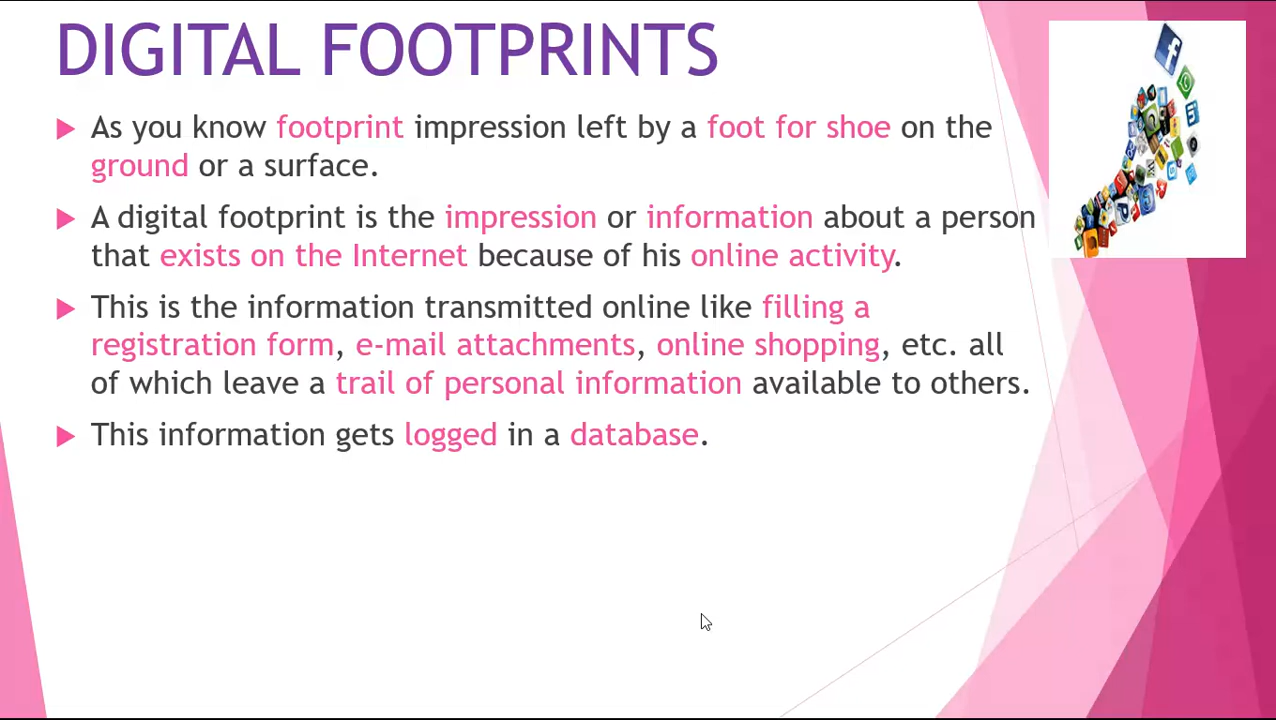 DIGITAL FOOTPRINTS
As you know footprint impression left by a foot for shoe on the
ground or a surface.
A digital footprint is the impression or information about a person
that exists on the Internet because of his online activity.
This is the information transmitted online like filling a
registration form, e-mail attachments, online shopping, etc. all
of which leave a trail of personal information available to others.
This information gets logged in a database.